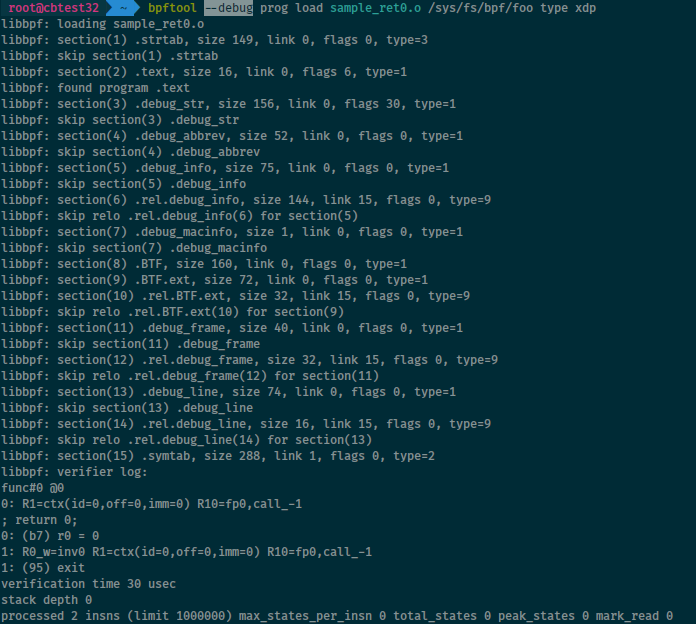 root@cbtest32 ~ bpftool --debug prog load sample_ret0.o /sys/fs/bpf/foo type xdp
libbpf: loading sample_ret0.o
libbpf: section(1) .strtab, size 149, link 0, flags 0, type=3
libbpf: skip section(1) .strtab
libbpf: section(2) .text, size 16, link 0, flags 6, type=1
libbpf: found program .text
libbpf: section(3) .debug_str, size 156, link 0, flags 30, type=1
libbpf: skip section(3) .debug_str
libbpf: section(4) .debug_abbrev, size 52, link 0, flags 0, type=1
libbpf: skip section(4) .debug_abbrev
libbpf: section(5) .debug_info, size 75, link 0, flags 0, type=1
libbpf: skip section(5) .debug_info
libbpf: section(6) .rel.debug_info, size 144, link 15, flags 0, type=9
libbpf: skip relo .rel.debug_info(6) for section(5)
libbpf: section(7) .debug_macinfo, size 1, link 0, flags 0, type=1
libbpf: skip section(7) .debug_macinfo
libbpf: section(8) .BTF, size 160, link 0, flags 0, type=1
libbpf: section(9) .BTF.ext, size 72, link 0, flags 0, type=1
libbpf: section(10) .rel.BTF.ext, size 32, link 15, flags 0, type=9
libbpf: skip relo .rel.BTF.ext(10) for section(9)
libbpf: section(11) .debug_frame, size 40, link 0, flags 0, type=1
libbpf: skip section(11) .debug_frame
libbpf: section(12) .rel.debug_frame, size 32, link 15, flags 0, type=9
libbpf: skip relo .rel.debug_frame(12) for section(11)
libbpf: section(13) .debug_line, size 74, link 0, flags 0, type=1
libbpf: skip section(13) .debug_line
libbpf: section(14) .rel.debug_line, size 16, link 15, flags 0, type=9
libbpf: skip relo .rel.debug_line(14) for section(13)
libbpf: section(15) .symtab, size 288, link 1, flags 0, type=2
libbpf: verifier log:
func#0 @0
0: R1=ctx(id=0,off=0,imm=0) R10=fp0,call_-1
; return 0;
0: (b7) r0 = 0
1: R0_w=inv0 R1=ctx(id=0,off=0,imm=0) R10=fp0,call_-1
1: (95) exit
verification time 30 usec
stack depth 0
processed 2 insns (limit 1000000) max_states_per_insn 0 total_states 0 peak_states 0 mark_read 0